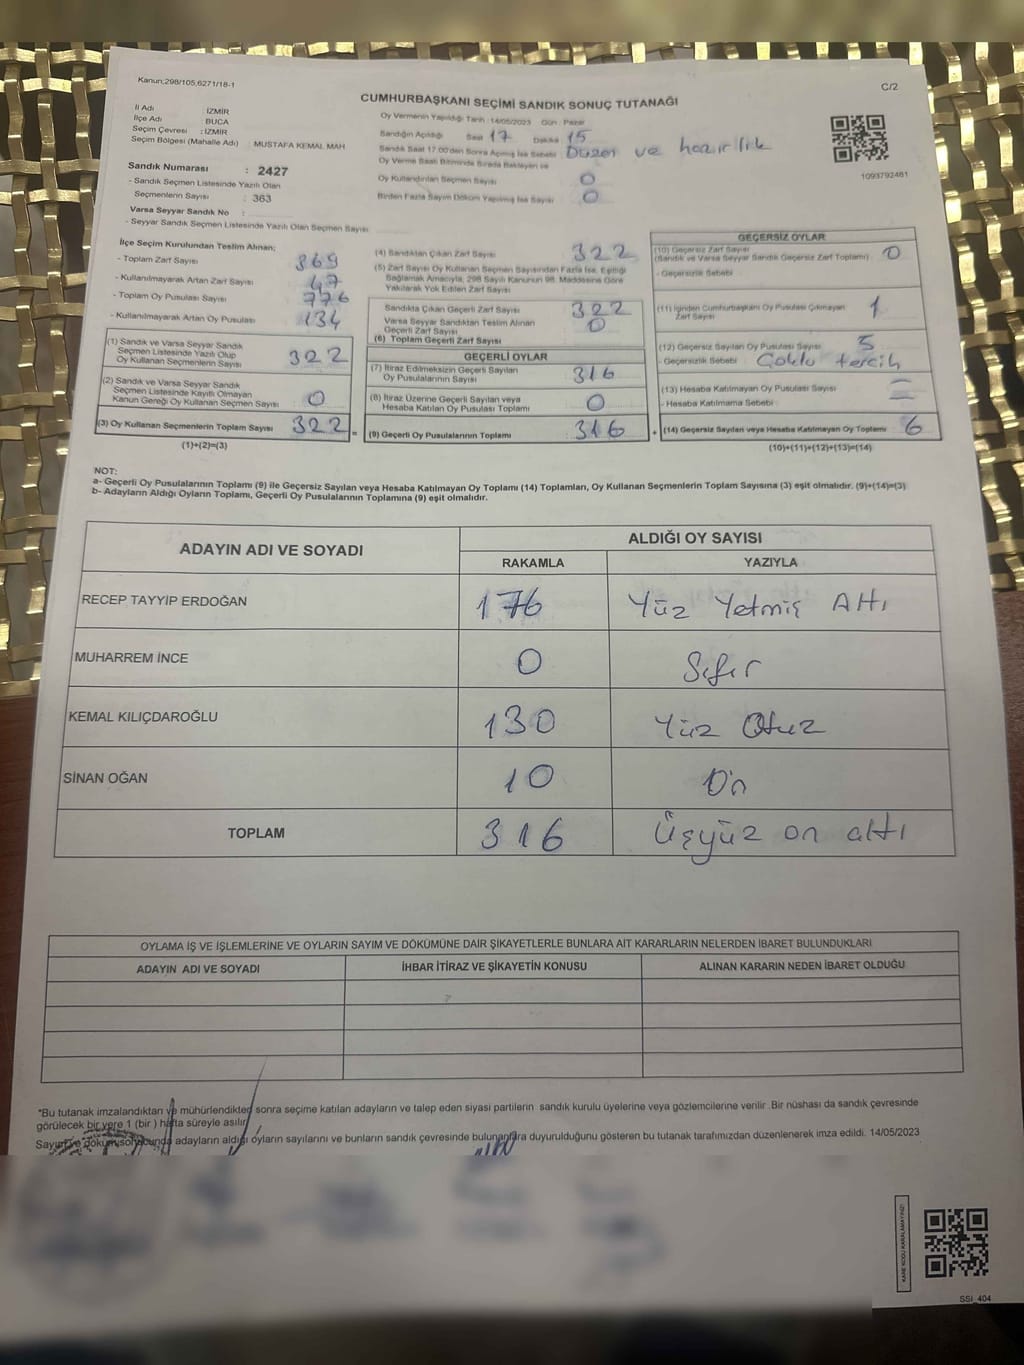 Kanun;298/105,6271/18-1
C/2
CUMHURBAŞKANI SEÇİMİ SANDIK SONUÇ TUTANAĞI
İl Adı : İZMİR
İlçe Adı : BUCA
Seçim Çevresi : İZMİR
Seçim Bölgesi (Mahalle Adı) : MUSTAFA KEMAL MAH
Sandık Numarası : 2427
- Sandık Seçmen Listesinde Yazılı Olan
Seçmenlerin Sayısı : 363
Varsa Seyyar Sandık No :
- Seyyar Sandık Seçmen Listesinde Yazılı Olan Seçmen Sayısı
Oy Vermenin Yapıldığı Tarih : 14/05/2023 Gün : Pazar
Sandığın Açıldığı Saat 17 Dakika 15
Sandık Saat 17.00'den Sonra Açılmış İse Sebebi Düzen ve hazırlık
Oy Verme Saati Bitiminde Sırada Bekleyen ve
Oy Kullandırılan Seçmen Sayısı 0
Birden Fazla Sayım Döküm Yapılmış İse Sayısı 0
1093792461
İlçe Seçim Kurulundan Teslim Alınan;
- Toplam Zarf Sayısı 369
- Kullanılmayarak Artan Zarf Sayısı 47
- Toplam Oy Pusulası Sayısı 776
- Kullanılmayarak Artan Oy Pusulası 134
(1) Sandık ve Varsa Seyyar Sandık
Seçmen Listesinde Yazılı Olup
Oy Kullanan Seçmenlerin Sayısı 322
(2) Sandık ve Varsa Seyyar Sandık
Seçmen Listesinde Kayıtlı Olmayan
Kanun Gereği Oy Kullanan Seçmen Sayısı 0
(3) Oy Kullanan Seçmenlerin Toplam Sayısı 322
(1)+(2)=(3)
(4) Sandıktan Çıkan Zarf Sayısı 322
(5) Zarf Sayısı Oy Kullanan Seçmen Sayısından Fazla İse, Eşitliği
Sağlamak Amacıyla, 298 Sayılı Kanunun 98. Maddesine Göre
Yakılarak Yok Edilen Zarf Sayısı
Sandıkta Çıkan Geçerli Zarf Sayısı 322
Varsa Seyyar Sandıktan Teslim Alınan
Geçerli Zarf Sayısı 0
(6) Toplam Geçerli Zarf Sayısı
GEÇERLİ OYLAR
(7) İtiraz Edilmeksizin Geçerli Sayılan
Oy Pusulalarının Sayısı 316
(8) İtiraz Üzerine Geçerli Sayılan veya
Hesaba Katılan Oy Pusulası Toplamı 0
= (9) Geçerli Oy Pusulalarının Toplamı 316 +
GEÇERSİZ OYLAR
(10) Geçersiz Zarf Sayısı
(Sandık ve Varsa Seyyar Sandık Geçersiz Zarf Toplamı) 0
- Geçersizlik Sebebi
(11) İçinden Cumhurbaşkanı Oy Pusulası Çıkmayan
Zarf Sayısı 1
(12) Geçersiz Sayılan Oy Pusulası Sayısı 5
- Geçersizlik Sebebi Çoklu tercih
(13) Hesaba Katılmayan Oy Pusulası Sayısı –
- Hesaba Katılmama Sebebi –
(14) Geçersiz Sayılan veya Hesaba Katılmayan Oy Toplamı 6
(10)+(11)+(12)+(13)=(14)
NOT:
a- Geçerli Oy Pusulalarının Toplamı (9) ile Geçersiz Sayılan veya Hesaba Katılmayan Oy Toplamı (14) Toplamları, Oy Kullanan Seçmenlerin Toplam Sayısına (3) eşit olmalıdır. (9)+(14)=(3)
b- Adayların Aldığı Oyların Toplamı, Geçerli Oy Pusulalarının Toplamına (9) eşit olmalıdır.
ADAYIN ADI VE SOYADI ALDIĞI OY SAYISI
RAKAMLA YAZIYLA
RECEP TAYYİP ERDOĞAN 176 Yüz Yetmiş Altı
MUHARREM İNCE 0 Sıfır
KEMAL KILIÇDAROĞLU 130 Yüz Otuz
SİNAN OĞAN 10 On
TOPLAM 316 Üçyüz on altı
OYLAMA İŞ VE İŞLEMLERİNE VE OYLARIN SAYIM VE DÖKÜMÜNE DAİR ŞİKAYETLERLE BUNLARA AİT KARARLARIN NELERDEN İBARET BULUNDUKLARI
ADAYIN ADI VE SOYADI İHBAR İTİRAZ VE ŞİKAYETİN KONUSU ALINAN KARARIN NEDEN İBARET OLDUĞU
*Bu tutanak imzalandıktan ve mühürlendikten sonra seçime katılan adayların ve talep eden siyasi partilerin sandık kurulu üyelerine veya gözlemcilerine verilir. Bir nüshası da sandık çevresinde
görülecek bir yere 1 (bir) hafta süreyle asılır.
Sayım ve döküm sonucunda adayların aldığı oyların sayılarını ve bunların sandık çevresinde bulunanlara duyurulduğunu gösteren bu tutanak tarafımızdan düzenlenerek imza edildi. 14/05/2023
KARE KODU KARALAMAYINIZ!
SSİ_404